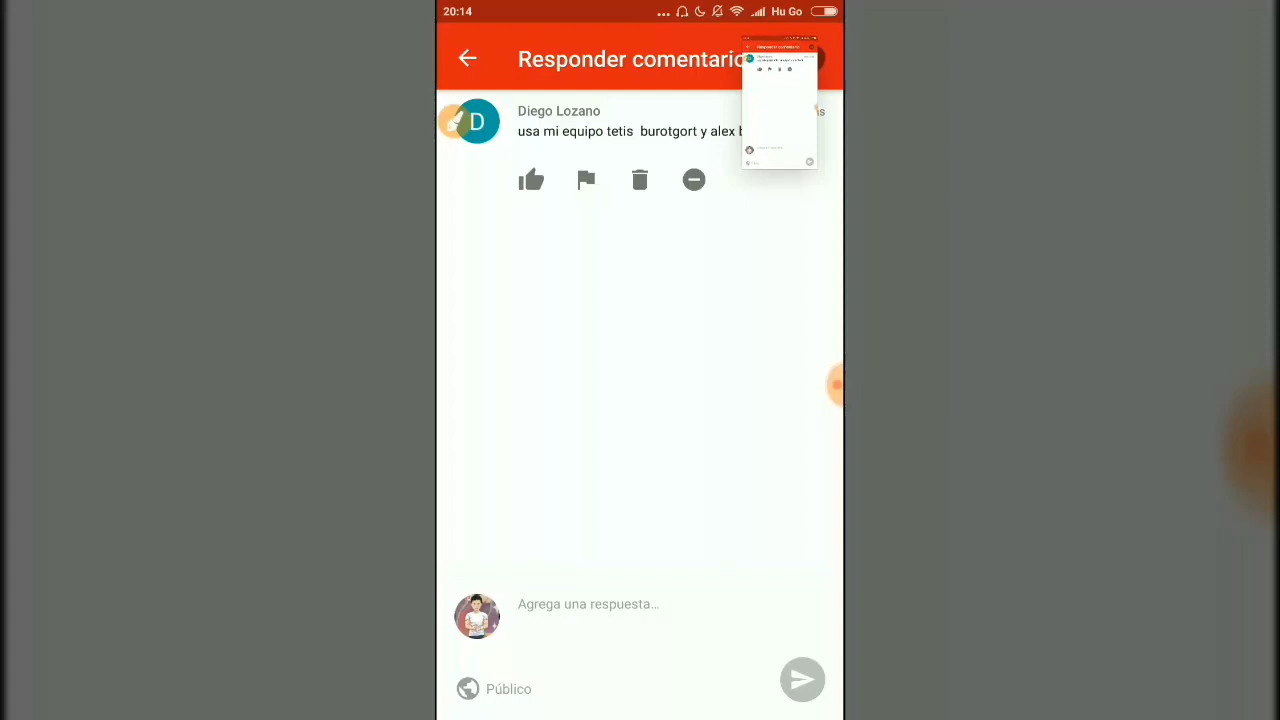 20:14
Hu Go
Responder comentario
Diego Lozano
usa mi equipo tetis burotgort y alex
Agrega una respuesta...
Público